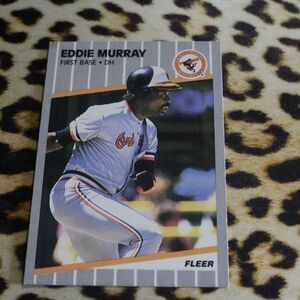 EDDIE MURRAY
FIRST BASE • DH
Ori
FLEER